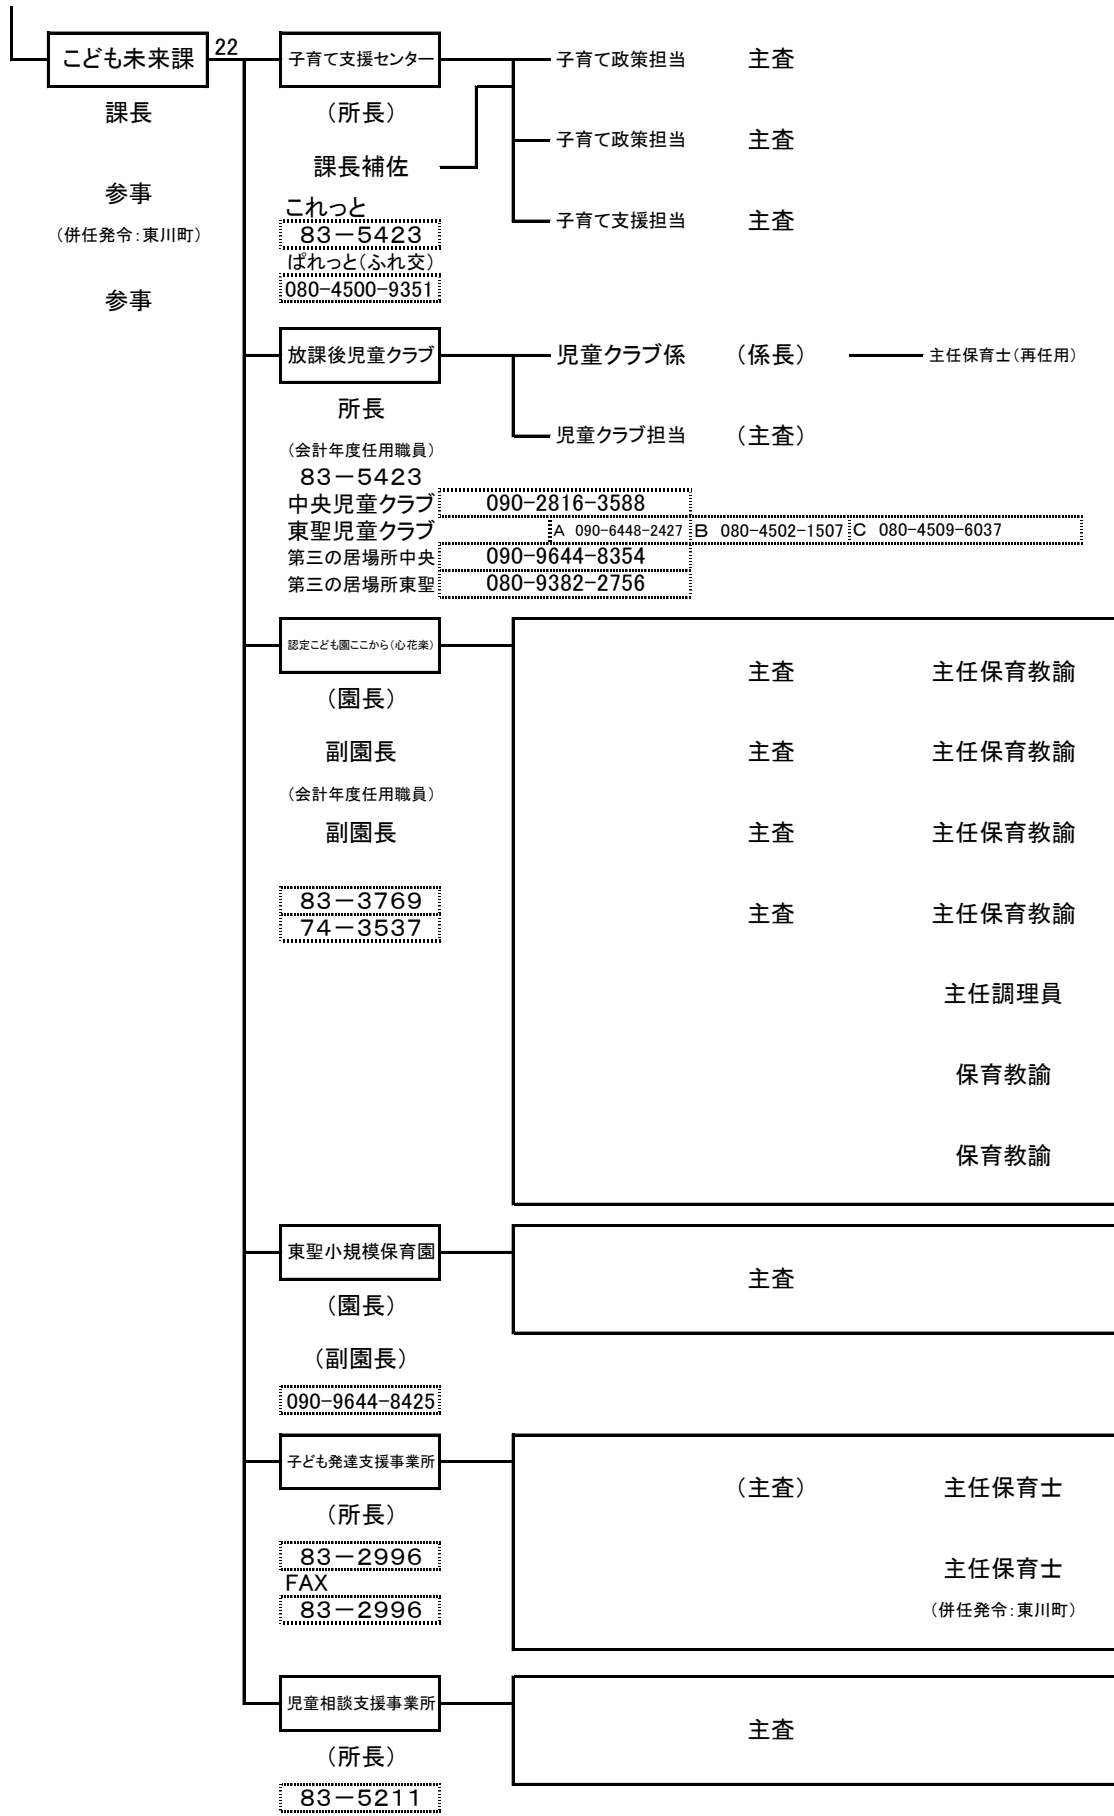 こども未来課 22 子育て支援センター 子育て政策担当 主査
課長 （所長）
子育て政策担当 主査
課長補佐
参事
これっと
（併任発令：東川町） 83－5423 子育て支援担当 主査
ぱれっと（ふれ交）
参事 080-4500-9351
放課後児童クラブ 児童クラブ係 （係長） 主任保育士（再任用）
所長
（会計年度任用職員） 児童クラブ担当 （主査）
83－5423
中央児童クラブ 090-2816-3588
東聖児童クラブ A 090-6448-2427 B 080-4502-1507 C 080-4509-6037
第三の居場所中央 090-9644-8354
第三の居場所東聖 080-9382-2756
認定こども園ここから（心花楽）
主査 主任保育教諭
（園長）
副園長 主査 主任保育教諭
（会計年度任用職員）
副園長 主査 主任保育教諭
83－3769 主査 主任保育教諭
74－3537
主任調理員
保育教諭
保育教諭
東聖小規模保育園
主査
（園長）
（副園長）
090-9644-8425
子ども発達支援事業所
（主査） 主任保育士
（所長）
83－2996 主任保育士
FAX
83－2996 （併任発令：東川町）
児童相談支援事業所
主査
（所長）
83－5211